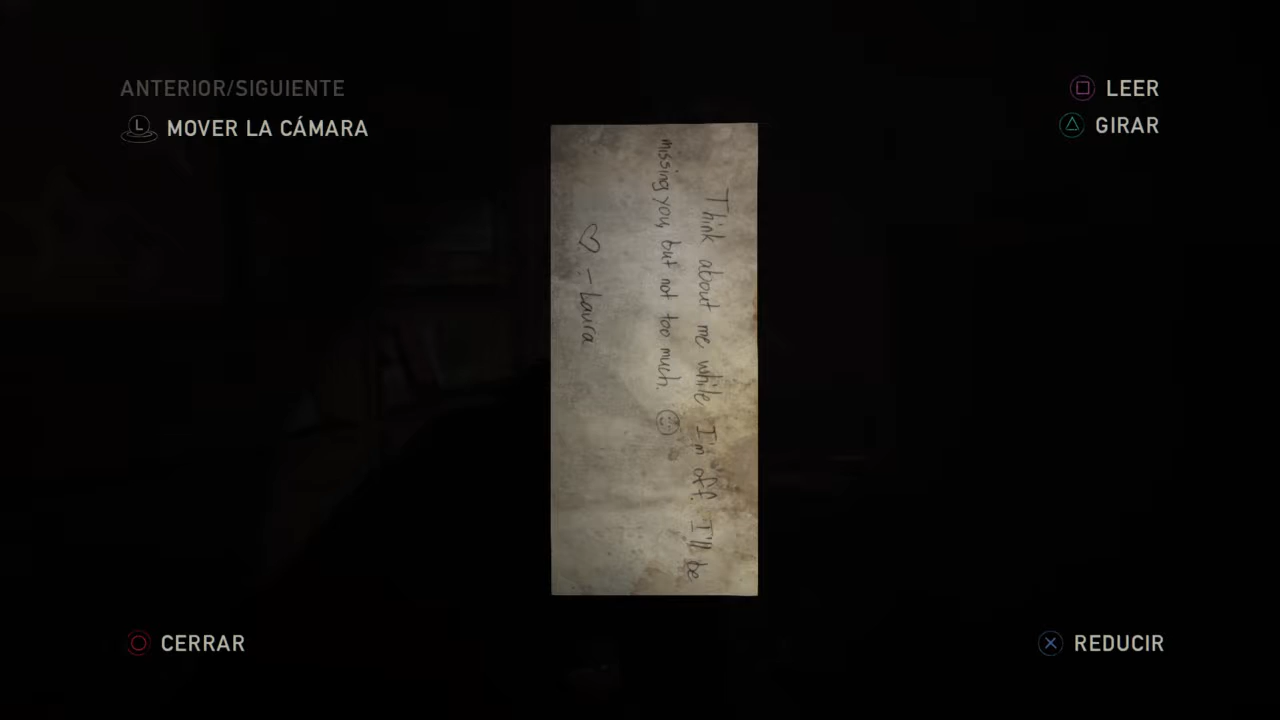 ANTERIOR/SIGUIENTE
L MOVER LA CÁMARA
LEER
GIRAR
Think about me while I'm off. I'll be
missing you, but not too much.
♡ - Laura
CERRAR
REDUCIR